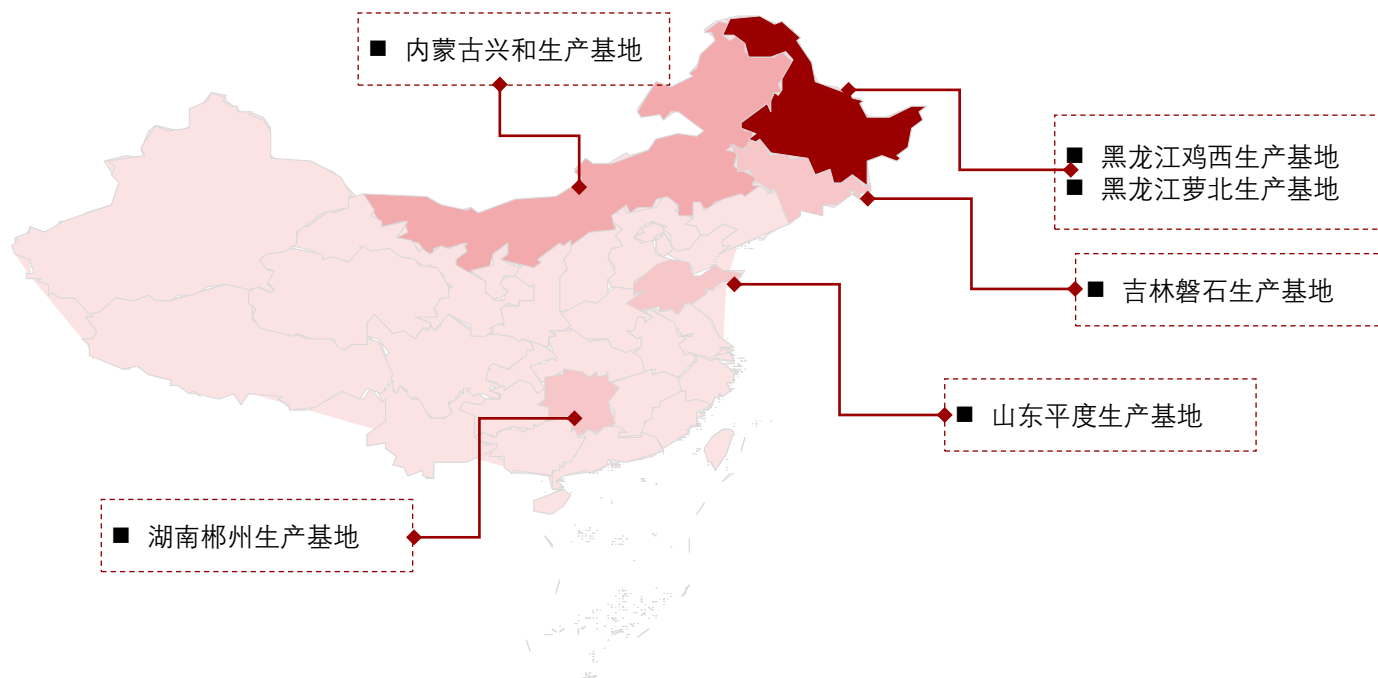 ■ 内蒙古兴和生产基地
■ 黑龙江鸡西生产基地
■ 黑龙江萝北生产基地
■ 吉林磐石生产基地
■ 山东平度生产基地
■ 湖南郴州生产基地